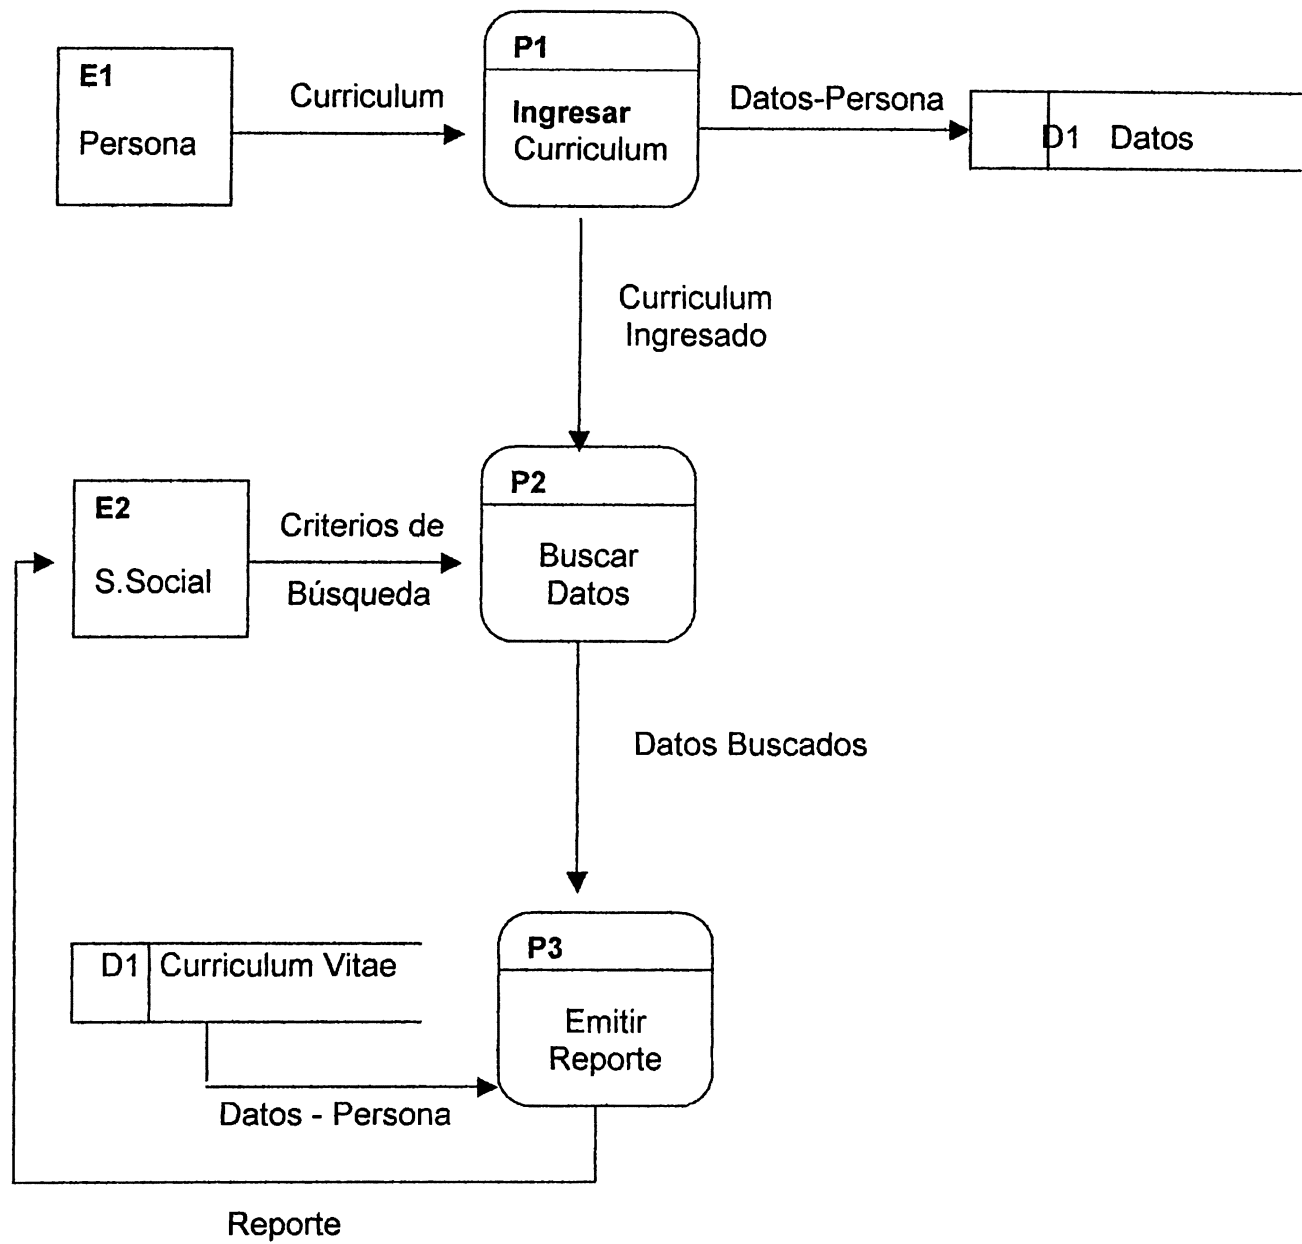 E1
Persona
Curriculum
P1
Ingresar
Curriculum
Datos-Persona
D1 Datos
Curriculum
Ingresado
E2
S.Social
Criterios de
Búsqueda
P2
Buscar
Datos
Datos Buscados
D1 Curriculum Vitae
Datos - Persona
P3
Emitir
Reporte
Reporte